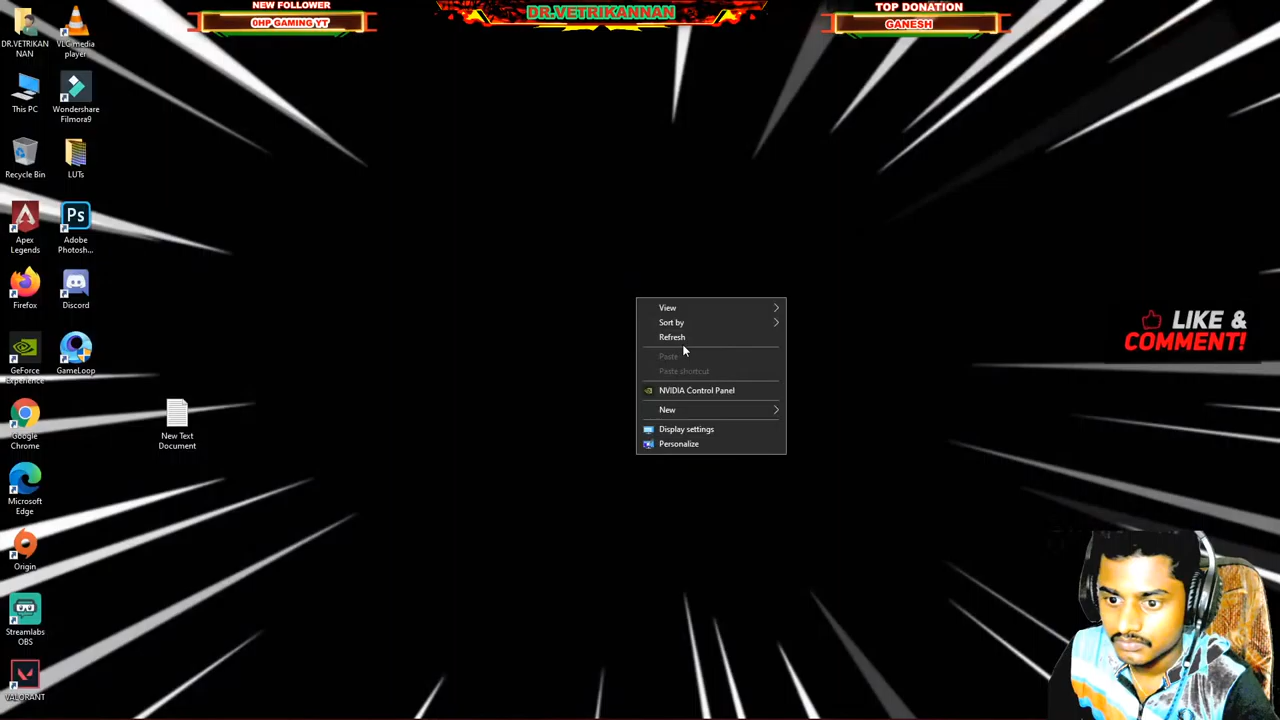 NEW FOLLOWER
0HP GAMING YT
DR.VETRIKANNAN
TOP DONATION
GANESH
DR.VETRIKAN
NAN
VLC media
player
This PC
Wondershare
Filmora9
Recycle Bin
LUTs
Apex
Legends
Ps
Adobe
Photosh...
Firefox
Discord
GeForce
Experience
GameLoop
Google
Chrome
New Text
Document
Microsoft
Edge
Origin
Streamlabs
OBS
VALORANT
View
Sort by
Refresh
Paste
Paste shortcut
NVIDIA Control Panel
New
Display settings
Personalize
LIKE &
COMMENT!